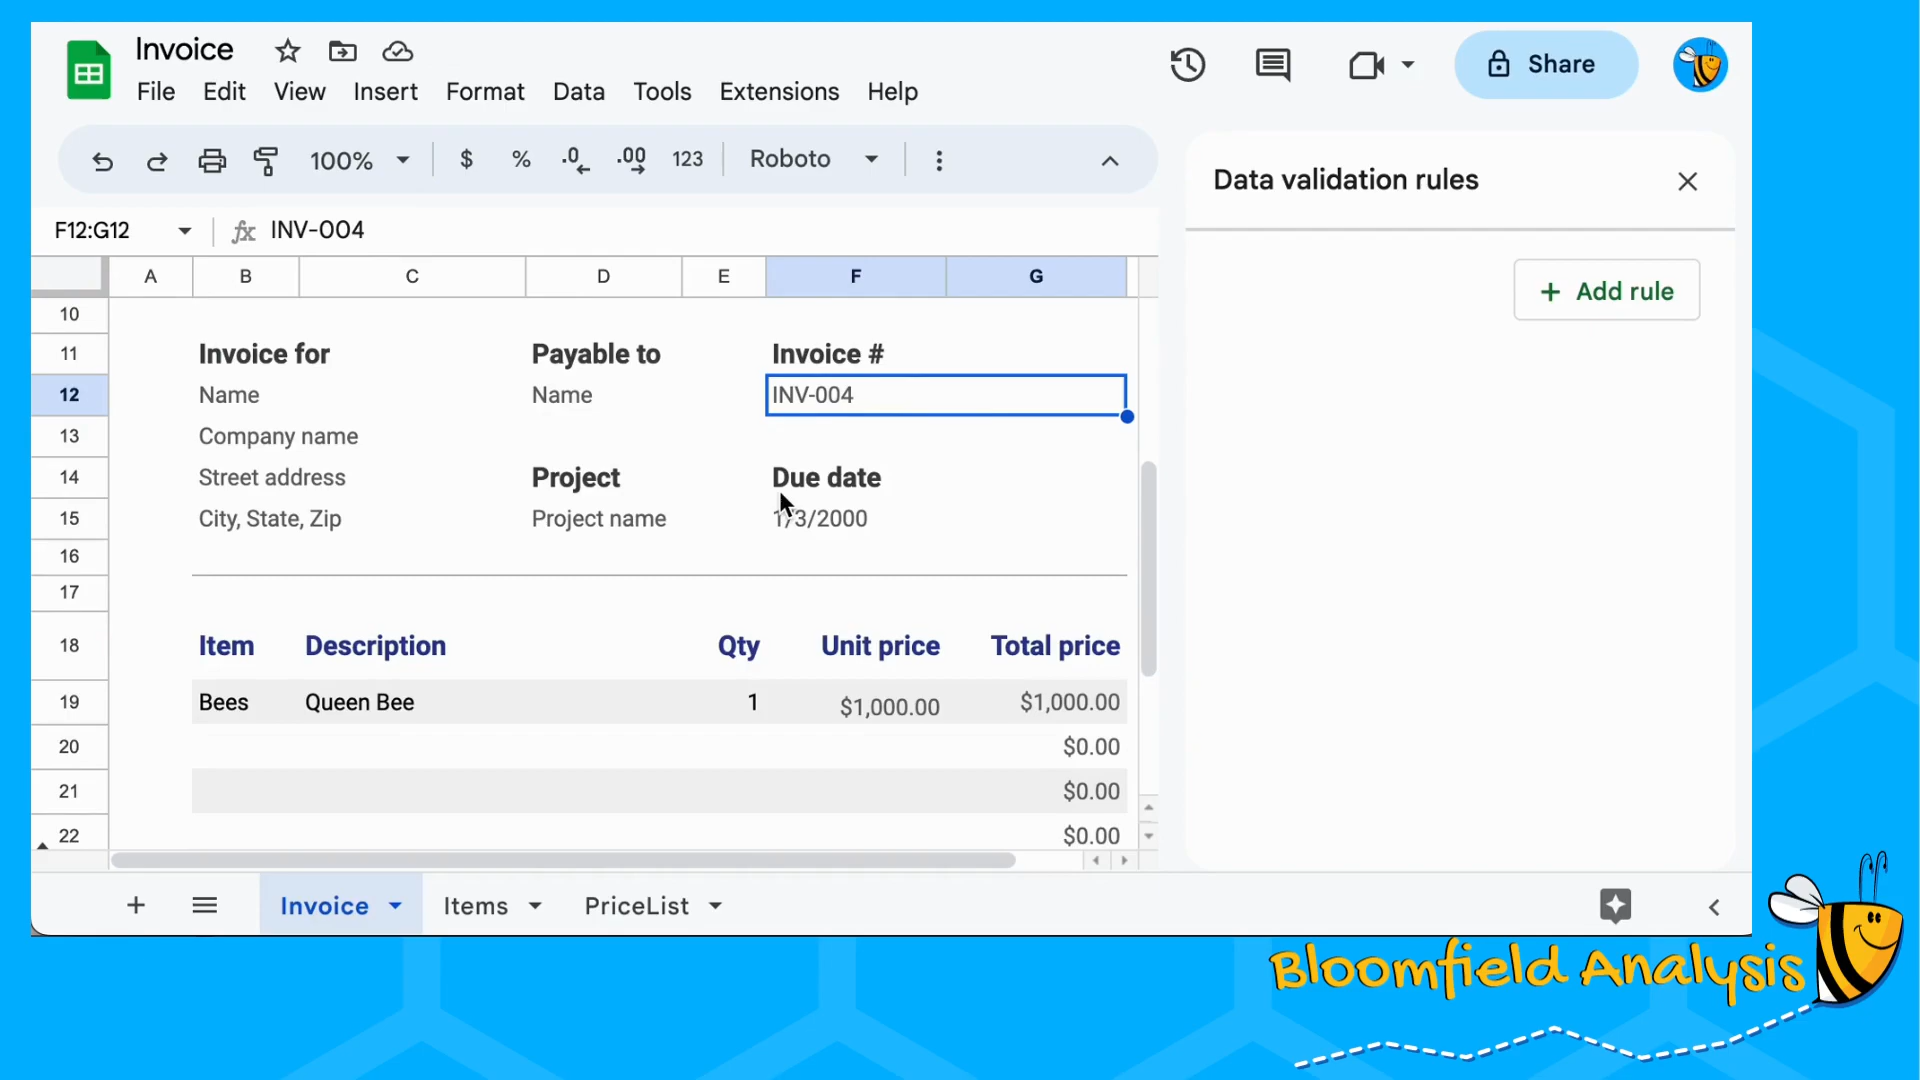 Invoice
File Edit View Insert Format Data Tools Extensions Help
Share
100% $ % .0 .00 123 Roboto
Data validation rules
F12:G12 fx INV-004
Add rule
A B C D E F G
10
11 Invoice for Payable to Invoice #
12 Name Name INV-004
13 Company name
14 Street address Project Due date
15 City, State, Zip Project name 1/3/2000
16
17
18 Item Description Qty Unit price Total price
19 Bees Queen Bee 1 $1,000.00 $1,000.00
20 $0.00
21 $0.00
22 $0.00
Invoice Items PriceList
Bloomfield Analysis